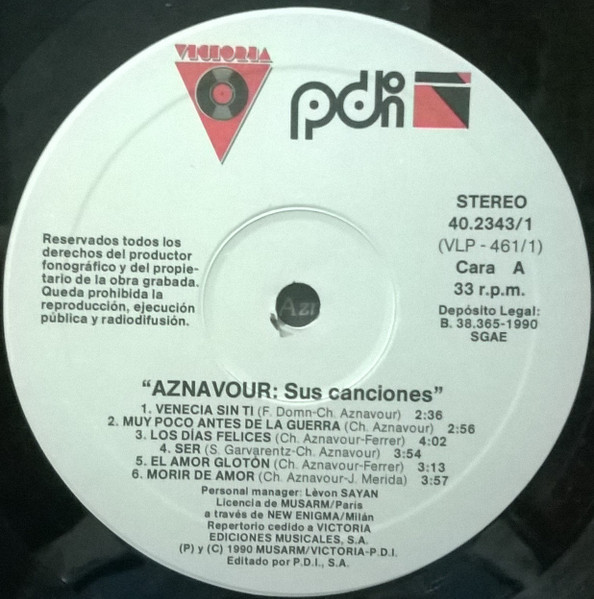 VICTORIA
pdi
STEREO
40.2343/1
(VLP - 461/1)
Cara A
33 r.p.m.
Depósito Legal:
B. 38.365-1990
SGAE
Reservados todos los
derechos del productor
fonográfico y del propie-
tario de la obra grabada.
Queda prohibida la
reproducción, ejecución
pública y radiodifusión.
Azn
"AZNAVOUR: Sus canciones"
1. VENECIA SIN TI (F. Domn-Ch. Aznavour) 2:36
2. MUY POCO ANTES DE LA GUERRA (Ch. Aznavour) 2:56
3. LOS DÍAS FELICES (Ch. Aznavour-Ferrer) 4:02
4. SER (S. Garvarentz-Ch. Aznavour) 3:54
5. EL AMOR GLOTÓN (Ch. Aznavour-Ferrer) 3:13
6. MORIR DE AMOR (Ch. Aznavour-J. Merida) 3:57
Personal manager: Lèvon SAYAN
Licencia de MUSARM/París
a través de NEW ENIGMA/Milán
Repertorio cedido a VICTORIA
EDICIONES MUSICALES, S.A.
(P) y (C) 1990 MUSARM/VICTORIA-P.D.I.
Editado por P.D.I., S.A.